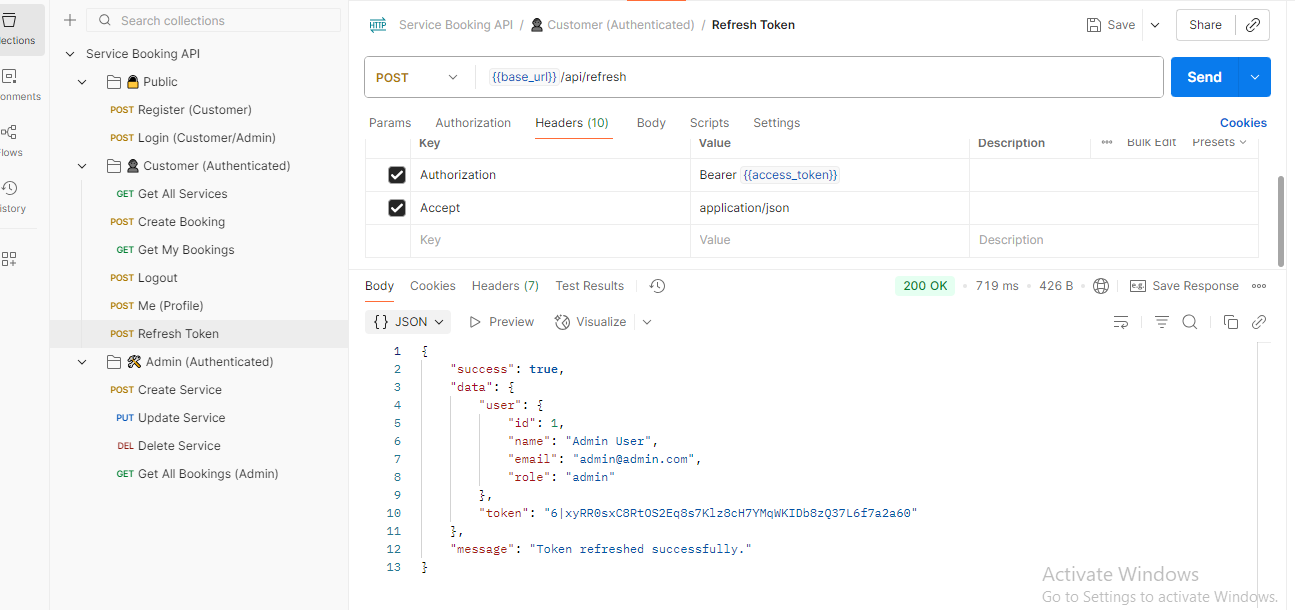 Search collections
Service Booking API / Customer (Authenticated) / Refresh Token
Save
Share
Service Booking API
Public
POST Register (Customer)
POST Login (Customer/Admin)
Customer (Authenticated)
GET Get All Services
POST Create Booking
GET Get My Bookings
POST Logout
POST Me (Profile)
POST Refresh Token
Admin (Authenticated)
POST Create Service
PUT Update Service
DEL Delete Service
GET Get All Bookings (Admin)
HTTP
POST {{base_url}} /api/refresh
Send
Params Authorization Headers (10) Body Scripts Settings Cookies
Key Value Description Bulk Edit Presets
Authorization Bearer {{access_token}}
Accept application/json
Key Value Description
Body Cookies Headers (7) Test Results 200 OK 719 ms 426 B e.g. Save Response
{} JSON Preview Visualize
1 {
2 "success": true,
3 "data": {
4 "user": {
5 "id": 1,
6 "name": "Admin User",
7 "email": "admin@admin.com",
8 "role": "admin"
9 },
10 "token": "6|xyRR0sxC8RtOS2Eq8s7Klz8cH7YMqWKIDb8zQ37L6f7a2a60"
11 },
12 "message": "Token refreshed successfully."
13 }
Activate Windows
Go to Settings to activate Windows.